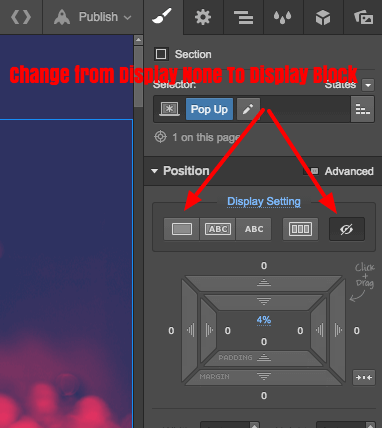 Publish
Section
Change from Display None To Display Block
Selector:
States
Pop Up
1 on this page
Position
Advanced
Display Setting
ABC
ABC
0
Click
+
Drag
4%
0
0
0
0
0
PADDING
MARGIN
0